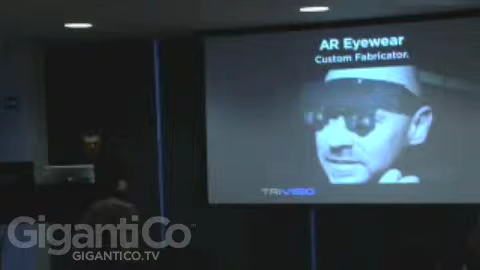 AR Eyewear
Custom Fabricator.
TRIVISIO
GigantiCo
GIGANTICO.TV